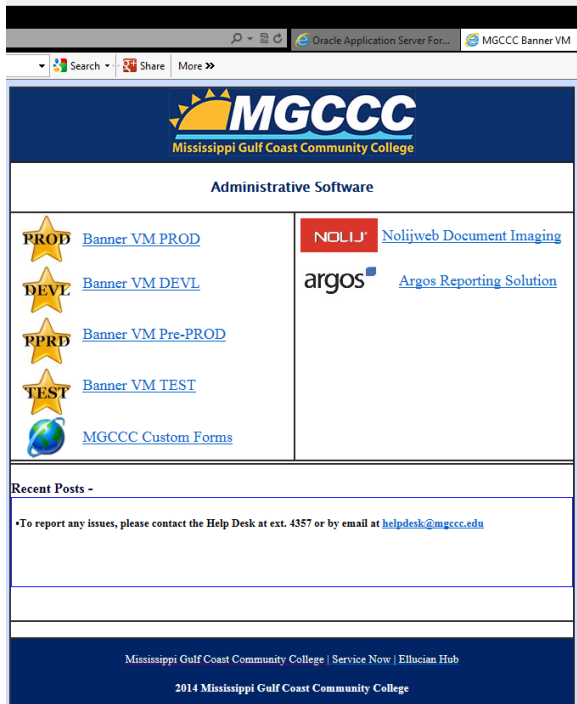 Oracle Application Server For...
MGCCC Banner VM
Search
Share
More »
MGCCC
Mississippi Gulf Coast Community College
Administrative Software
PROD Banner VM PROD
NOLIJ Nolijweb Document Imaging
DEVL Banner VM DEVL
argos Argos Reporting Solution
PPRD Banner VM Pre-PROD
TEST Banner VM TEST
MGCCC Custom Forms
Recent Posts -
•To report any issues, please contact the Help Desk at ext. 4357 or by email at helpdesk@mgccc.edu
Mississippi Gulf Coast Community College | Service Now | Ellucian Hub
2014 Mississippi Gulf Coast Community College